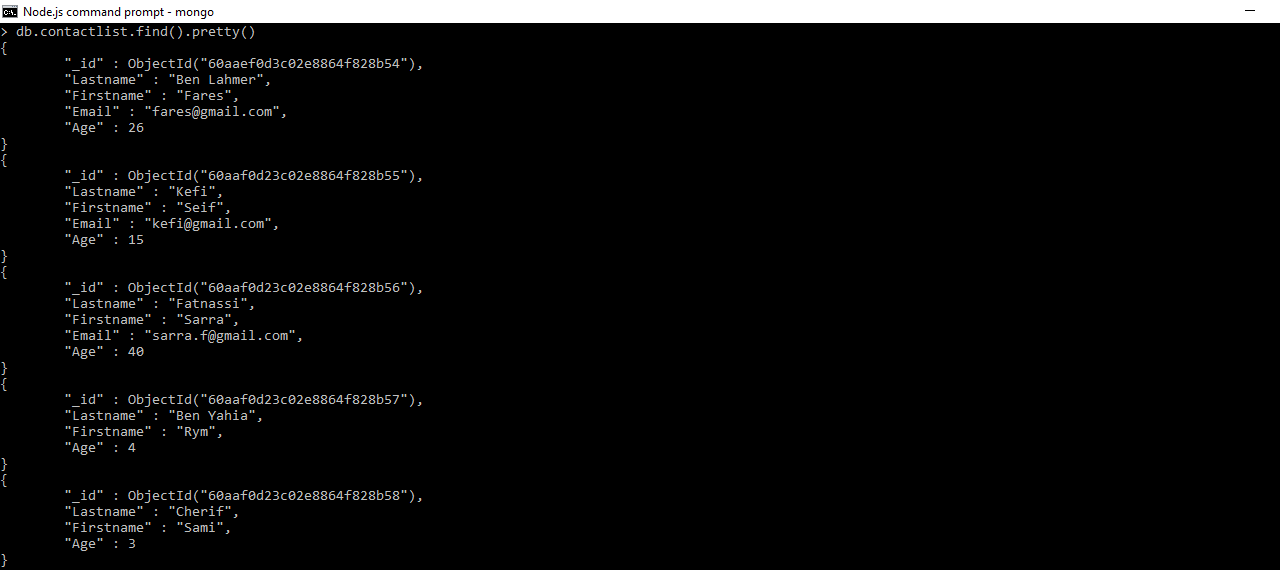 Node.js command prompt - mongo
> db.contactlist.find().pretty()
{
"_id" : ObjectId("60aaef0d3c02e8864f828b54"),
"Lastname" : "Ben Lahmer",
"Firstname" : "Fares",
"Email" : "fares@gmail.com",
"Age" : 26
}
{
"_id" : ObjectId("60aaf0d23c02e8864f828b55"),
"Lastname" : "Kefi",
"Firstname" : "Seif",
"Email" : "kefi@gmail.com",
"Age" : 15
}
{
"_id" : ObjectId("60aaf0d23c02e8864f828b56"),
"Lastname" : "Fatnassi",
"Firstname" : "Sarra",
"Email" : "sarra.f@gmail.com",
"Age" : 40
}
{
"_id" : ObjectId("60aaf0d23c02e8864f828b57"),
"Lastname" : "Ben Yahia",
"Firstname" : "Rym",
"Age" : 4
}
{
"_id" : ObjectId("60aaf0d23c02e8864f828b58"),
"Lastname" : "Cherif",
"Firstname" : "Sami",
"Age" : 3
}